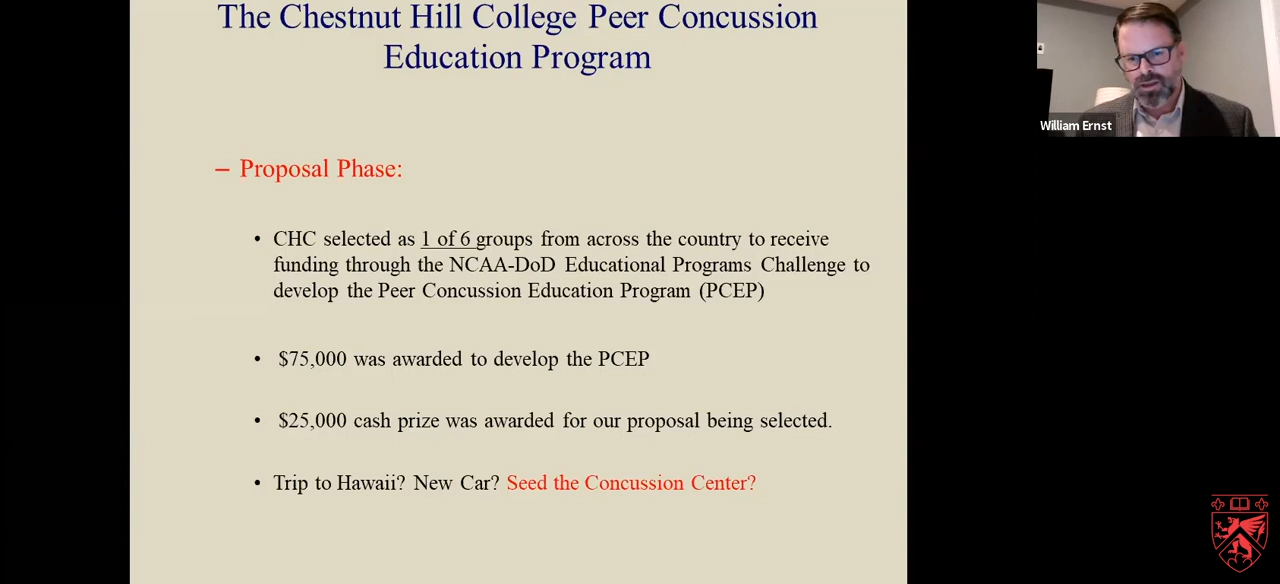 The Chestnut Hill College Peer Concussion
Education Program
William Ernst
– Proposal Phase:
• CHC selected as 1 of 6 groups from across the country to receive
funding through the NCAA-DoD Educational Programs Challenge to
develop the Peer Concussion Education Program (PCEP)
• $75,000 was awarded to develop the PCEP
• $25,000 cash prize was awarded for our proposal being selected.
• Trip to Hawaii? New Car? Seed the Concussion Center?